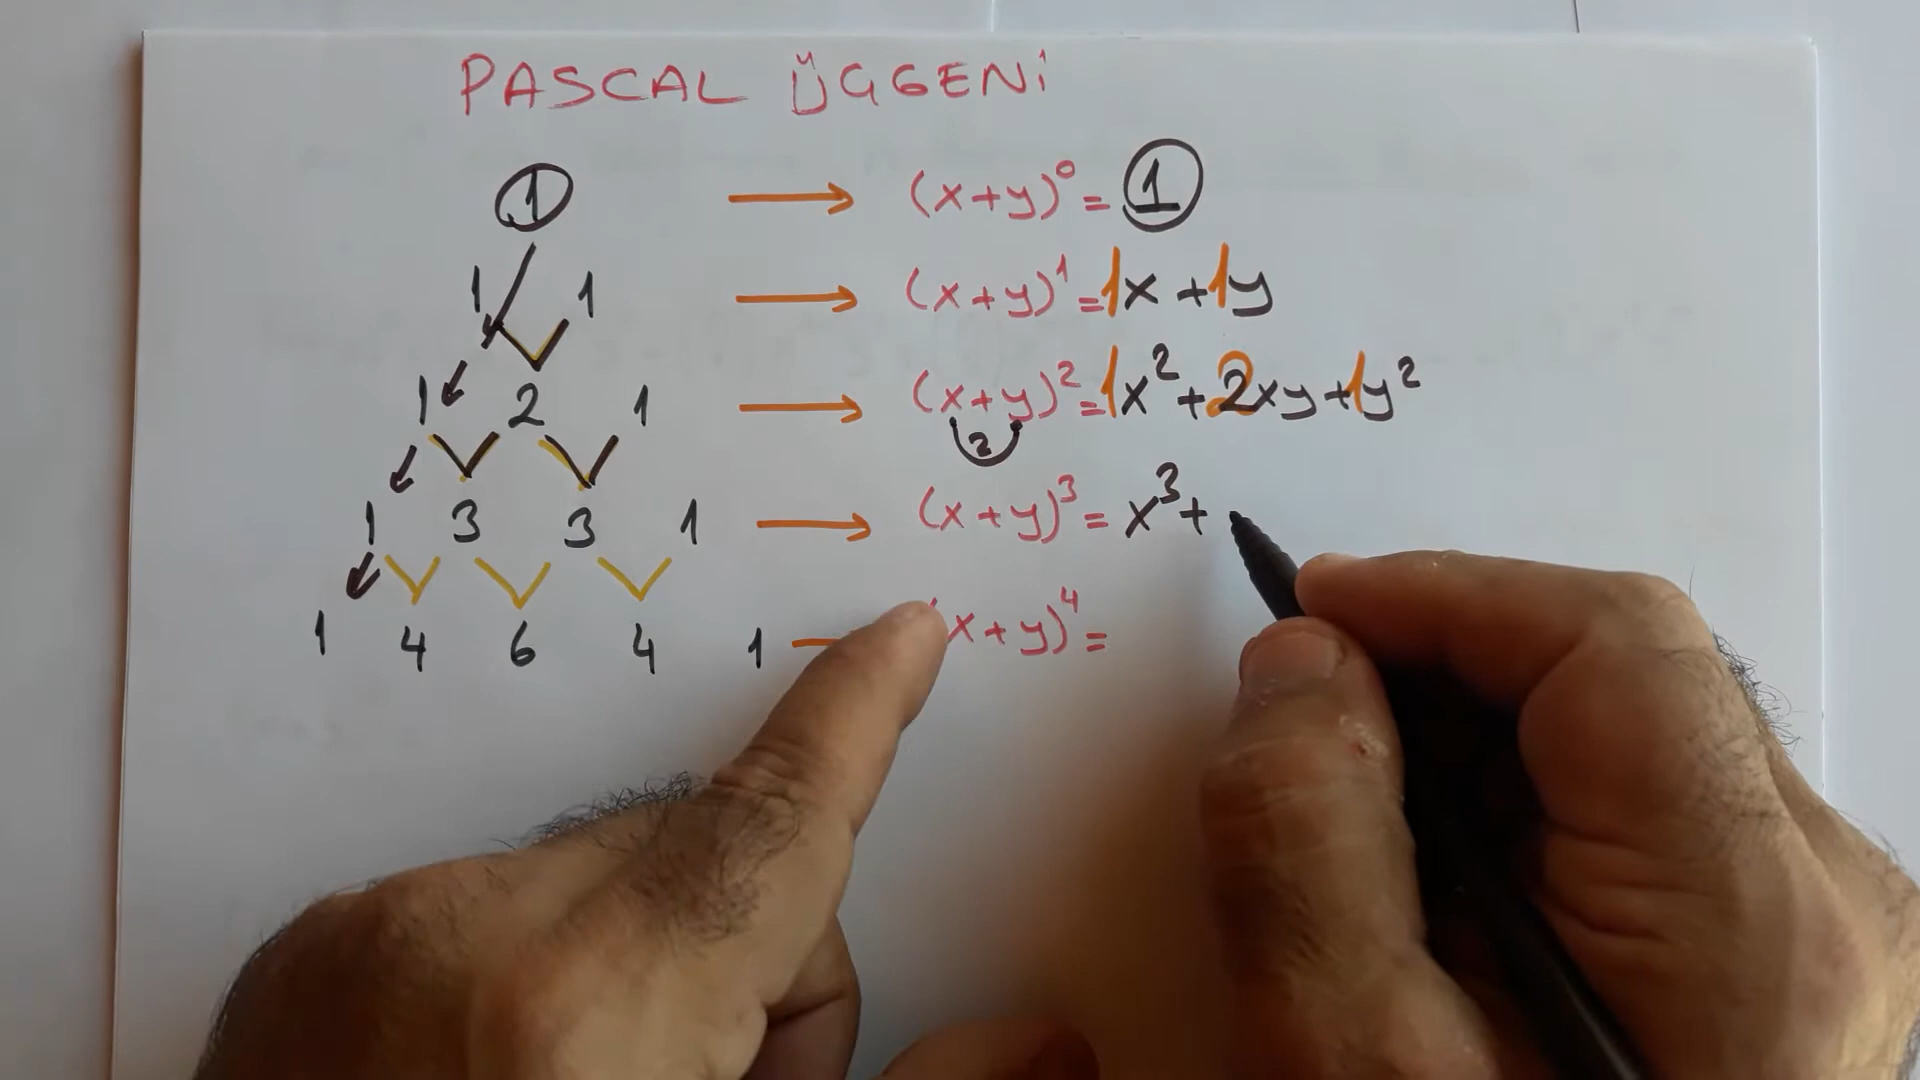 PASCAL ÜÇGENİ
1 → (x+y)⁰ = 1
1 1 → (x+y)¹ = 1x + 1y
1 2 1 → (x+y)² = 1x² + 2xy + 1y²
2
1 3 3 1 → (x+y)³ = x³ +
1 4 6 4 1 (x+y)⁴ =